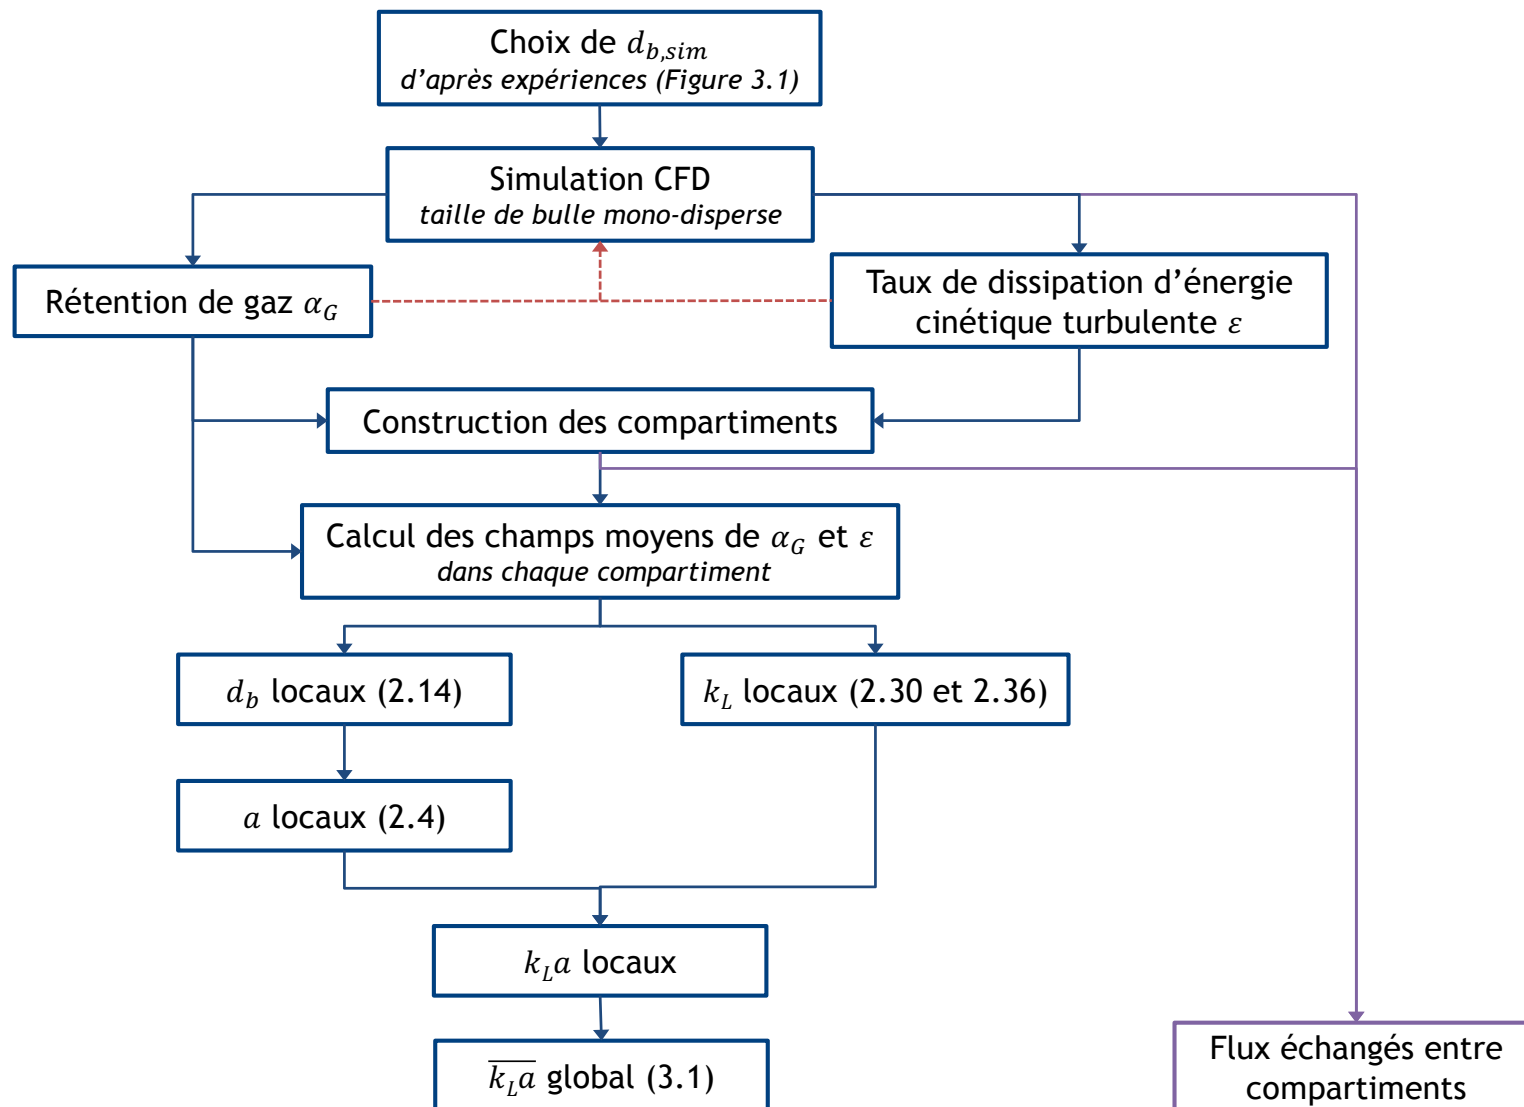 Choix de d_{b,sim}
d’après expériences (Figure 3.1)
Simulation CFD
taille de bulle mono-disperse
Rétention de gaz α_G
Taux de dissipation d’énergie
cinétique turbulente ε
Construction des compartiments
Calcul des champs moyens de α_G et ε
dans chaque compartiment
d_b locaux (2.14)
k_L locaux (2.30 et 2.36)
a locaux (2.4)
k_L a locaux
\overline{k_L a} global (3.1)
Flux échangés entre
compartiments